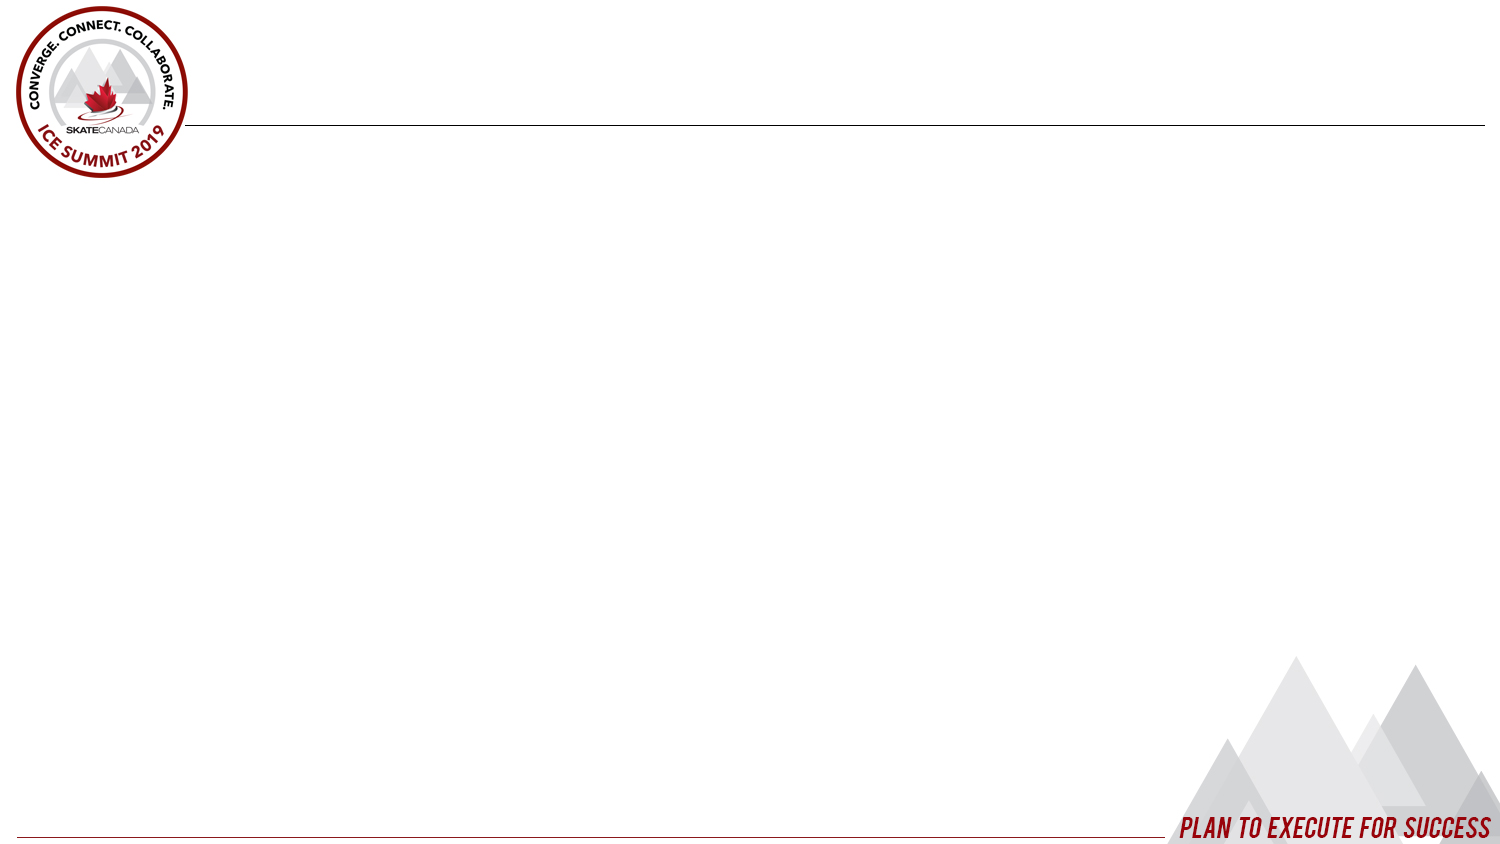 CONVERGE. CONNECT. COLLABORATE.
SKATECANADA
ICE SUMMIT 2019
PLAN TO EXECUTE FOR SUCCESS